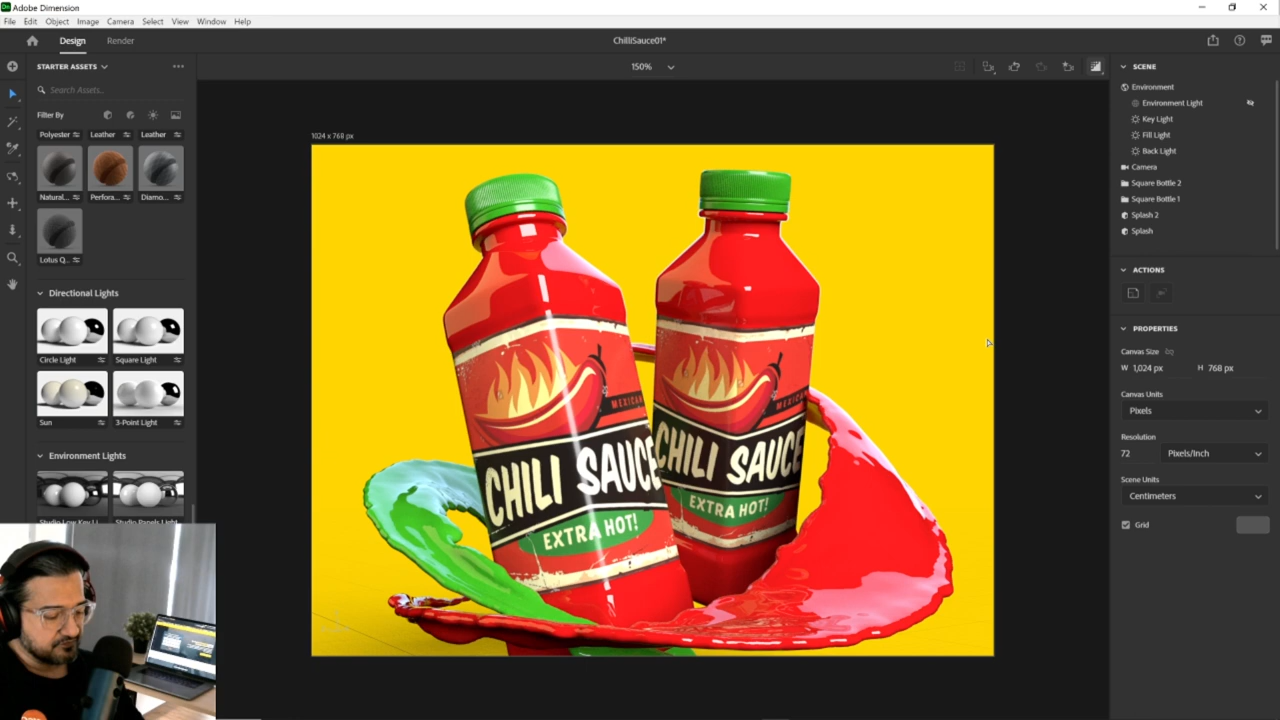 Adobe Dimension
File Edit Object Image Camera Select View Window Help
Design Render
ChilliSauce01*
STARTER ASSETS
150%
Search Assets...
Filter By
Polyester Leather Leather
Natural... Perfora... Diamo...
Lotus Q...
Directional Lights
Circle Light Square Light
Sun 3-Point Light
Environment Lights
1024 x 768 px
MEXICAN
CHILI SAUCE
EXTRA HOT!
CHILI SAUCE
EXTRA HOT!
SCENE
Environment
Environment Light
Key Light
Fill Light
Back Light
Camera
Square Bottle 2
Square Bottle 1
Splash 2
Splash
ACTIONS
PROPERTIES
Canvas Size
W 1,024 px H 768 px
Canvas Units
Pixels
Resolution
72 Pixels/Inch
Scene Units
Centimeters
Grid